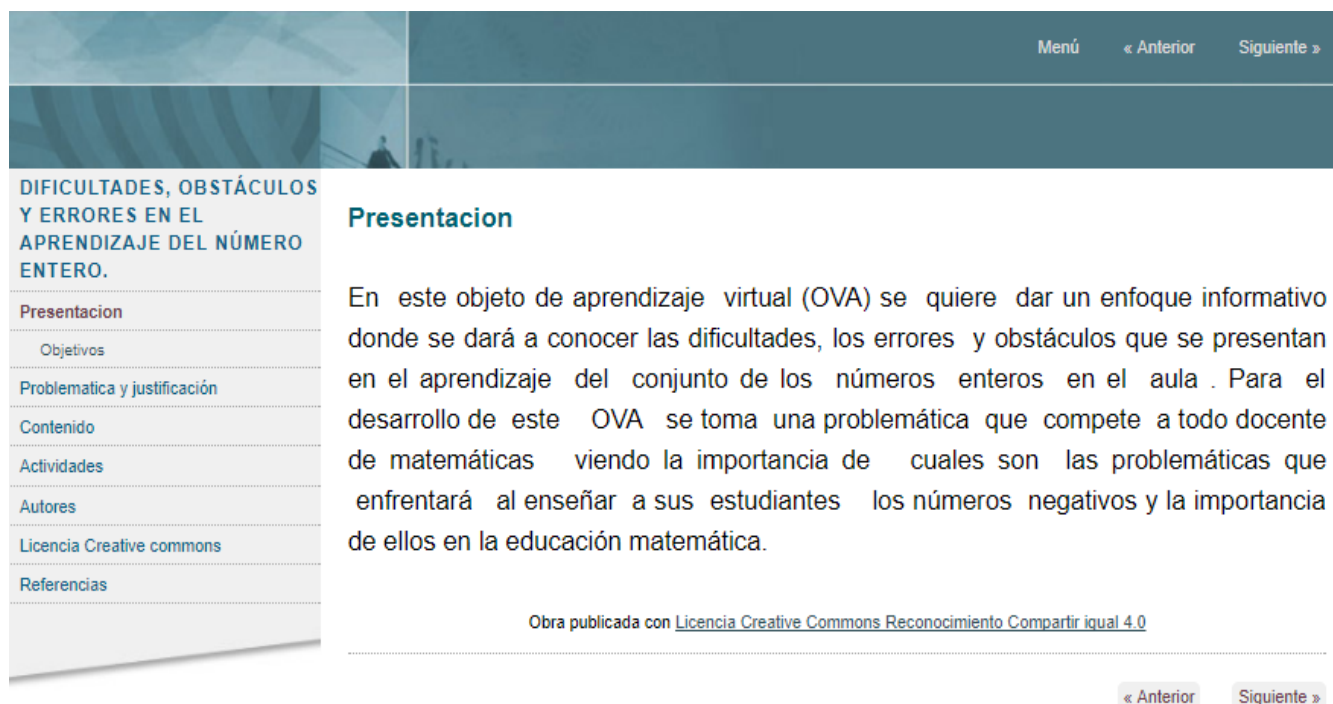 Menú « Anterior Siguiente »
DIFICULTADES, OBSTÁCULOS
Y ERRORES EN EL
APRENDIZAJE DEL NÚMERO
ENTERO.
Presentacion
Objetivos
Problematica y justificación
Contenido
Actividades
Autores
Licencia Creative commons
Referencias
Presentacion
En este objeto de aprendizaje virtual (OVA) se quiere dar un enfoque informativo
donde se dará a conocer las dificultades, los errores y obstáculos que se presentan
en el aprendizaje del conjunto de los números enteros en el aula . Para el
desarrollo de este OVA se toma una problemática que compete a todo docente
de matemáticas viendo la importancia de cuales son las problemáticas que
enfrentará al enseñar a sus estudiantes los números negativos y la importancia
de ellos en la educación matemática.
Obra publicada con Licencia Creative Commons Reconocimiento Compartir igual 4.0
« Anterior Siguiente »